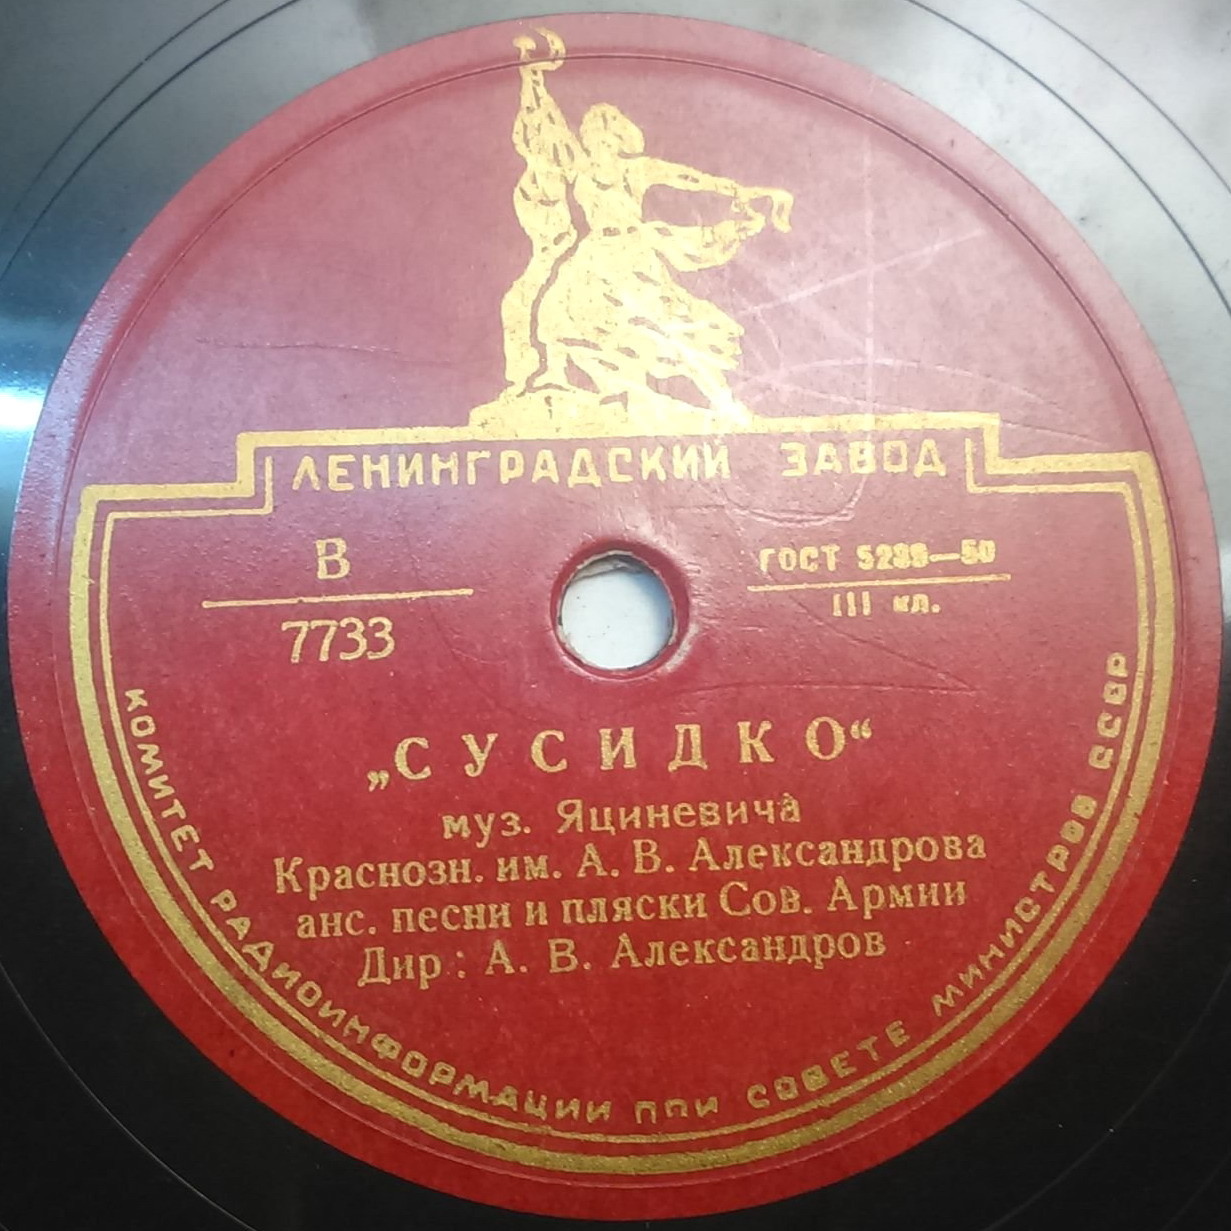 ЛЕНИНГРАДСКИЙ ЗАВОД
В
7733
ГОСТ 5289—50
III кл.
„СУСИДКО“
муз. Яциневича
Краснозн. им. А. В. Александрова
анс. песни и пляски Сов. Армии
Дир: А. В. Александров
КОМИТЕТ РАДИОИНФОРМАЦИИ ПРИ СОВЕТЕ МИНИСТРОВ СССР